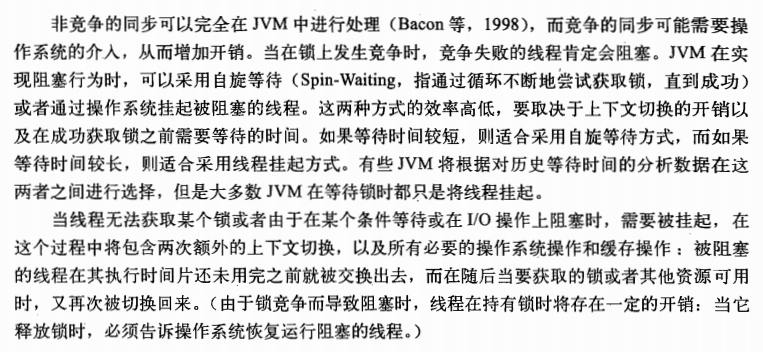 非竞争的同步可以完全在 JVM 中进行处理（Bacon 等，1998），而竞争的同步可能需要操
作系统的介入，从而增加开销。当在锁上发生竞争时，竞争失败的线程肯定会阻塞。JVM 在实
现阻塞行为时，可以采用自旋等待（Spin-Waiting，指通过循环不断地尝试获取锁，直到成功）
或者通过操作系统挂起被阻塞的线程。这两种方式的效率高低，要取决于上下文切换的开销以
及在成功获取锁之前需要等待的时间。如果等待时间较短，则适合采用自旋等待方式，而如果
等待时间较长，则适合采用线程挂起方式。有些 JVM 将根据对历史等待时间的分析数据在这
两者之间进行选择，但是大多数 JVM 在等待锁时都只是将线程挂起。
当线程无法获取某个锁或者由于在某个条件等待或在 I/O 操作上阻塞时，需要被挂起，在
这个过程中将包含两次额外的上下文切换，以及所有必要的操作系统操作和缓存操作：被阻塞
的线程在其执行时间片还未用完之前就被交换出去，而在随后当要获取的锁或者其他资源可用
时，又再次被切换回来。（由于锁竞争而导致阻塞时，线程在持有锁时将存在一定的开销：当它
释放锁时，必须告诉操作系统恢复运行阻塞的线程。）